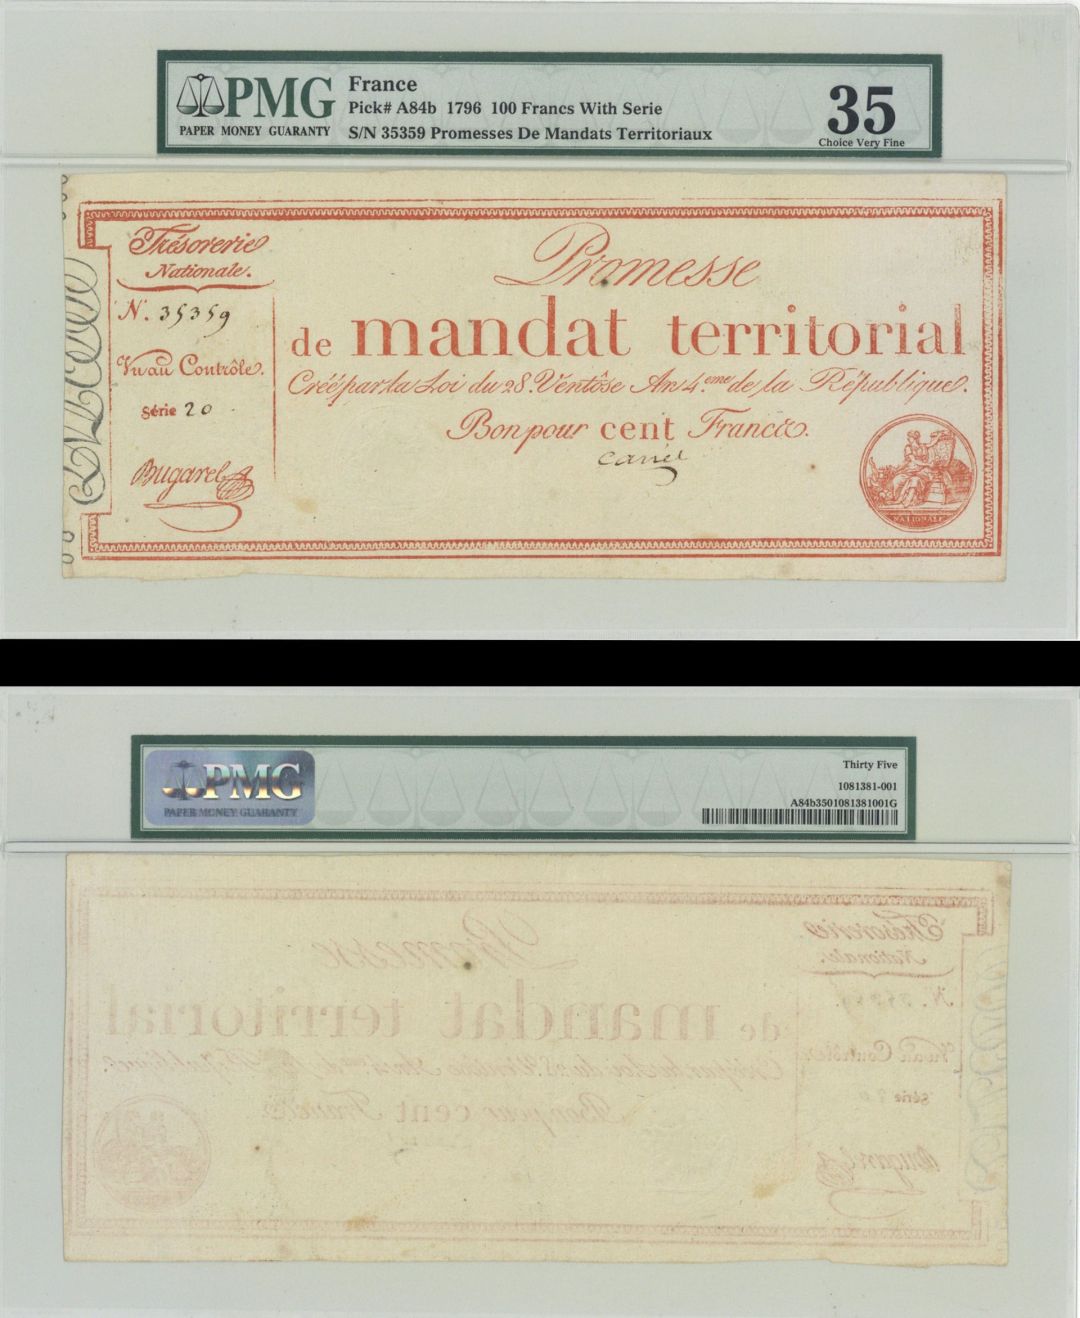 PMG
PAPER MONEY GUARANTY
France
Pick# A84b 1796 100 Francs With Serie
S/N 35359 Promesses De Mandats Territoriaux
35
Choice Very Fine
Trésorerie
Nationale.
N. 35359
Vu au Contrôle.
Série 20
Bugarel
Promesse
de mandat territorial
Créé par la Loi du 28. Ventôse An 4.eme de la République.
Bon pour cent Francs.
NATIONALE
PMG
PAPER MONEY GUARANTY
Thirty Five
1081381-001
A84b3501081381001G